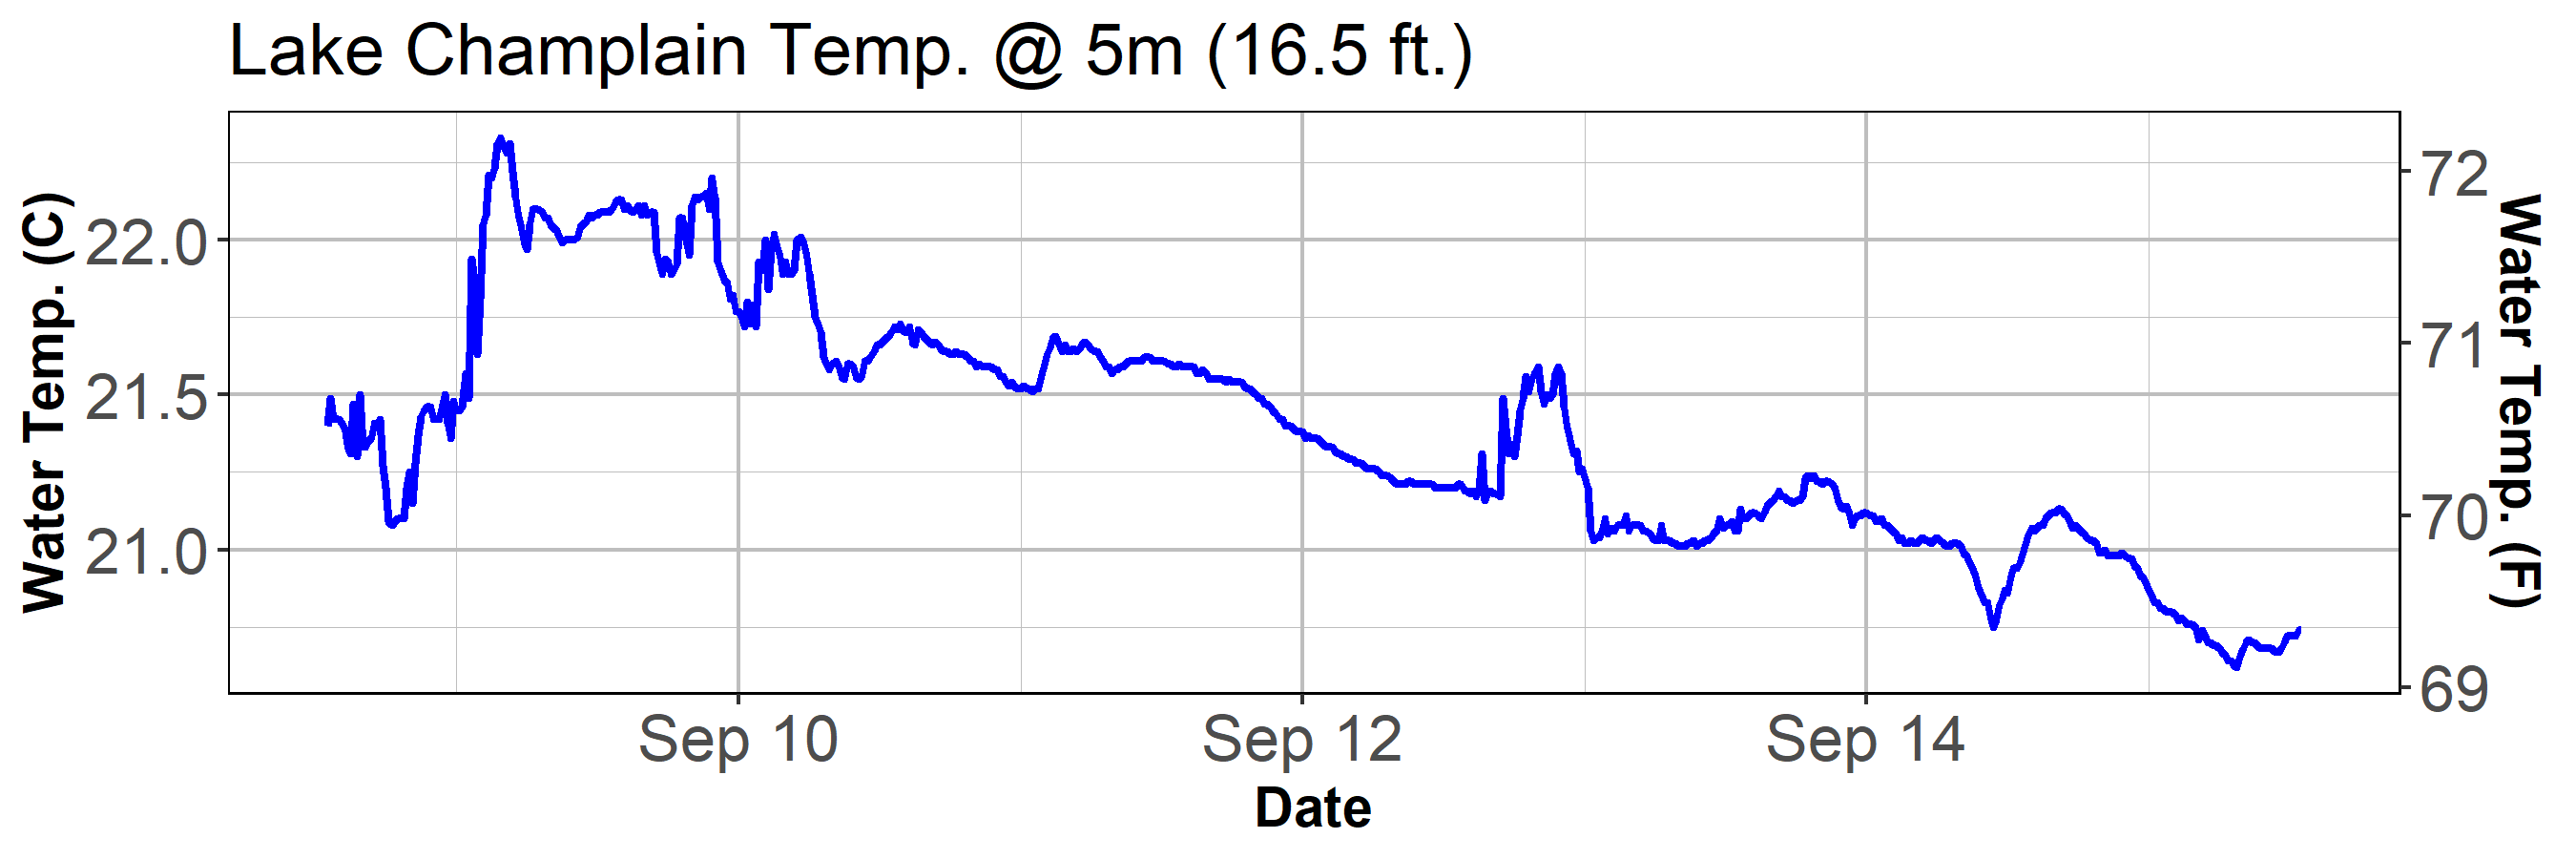 Lake Champlain Temp. @ 5m (16.5 ft.)
Water Temp. (C)
22.0
21.5
21.0
72
71
70
69
Water Temp. (F)
Sep 10 Sep 12 Sep 14
Date